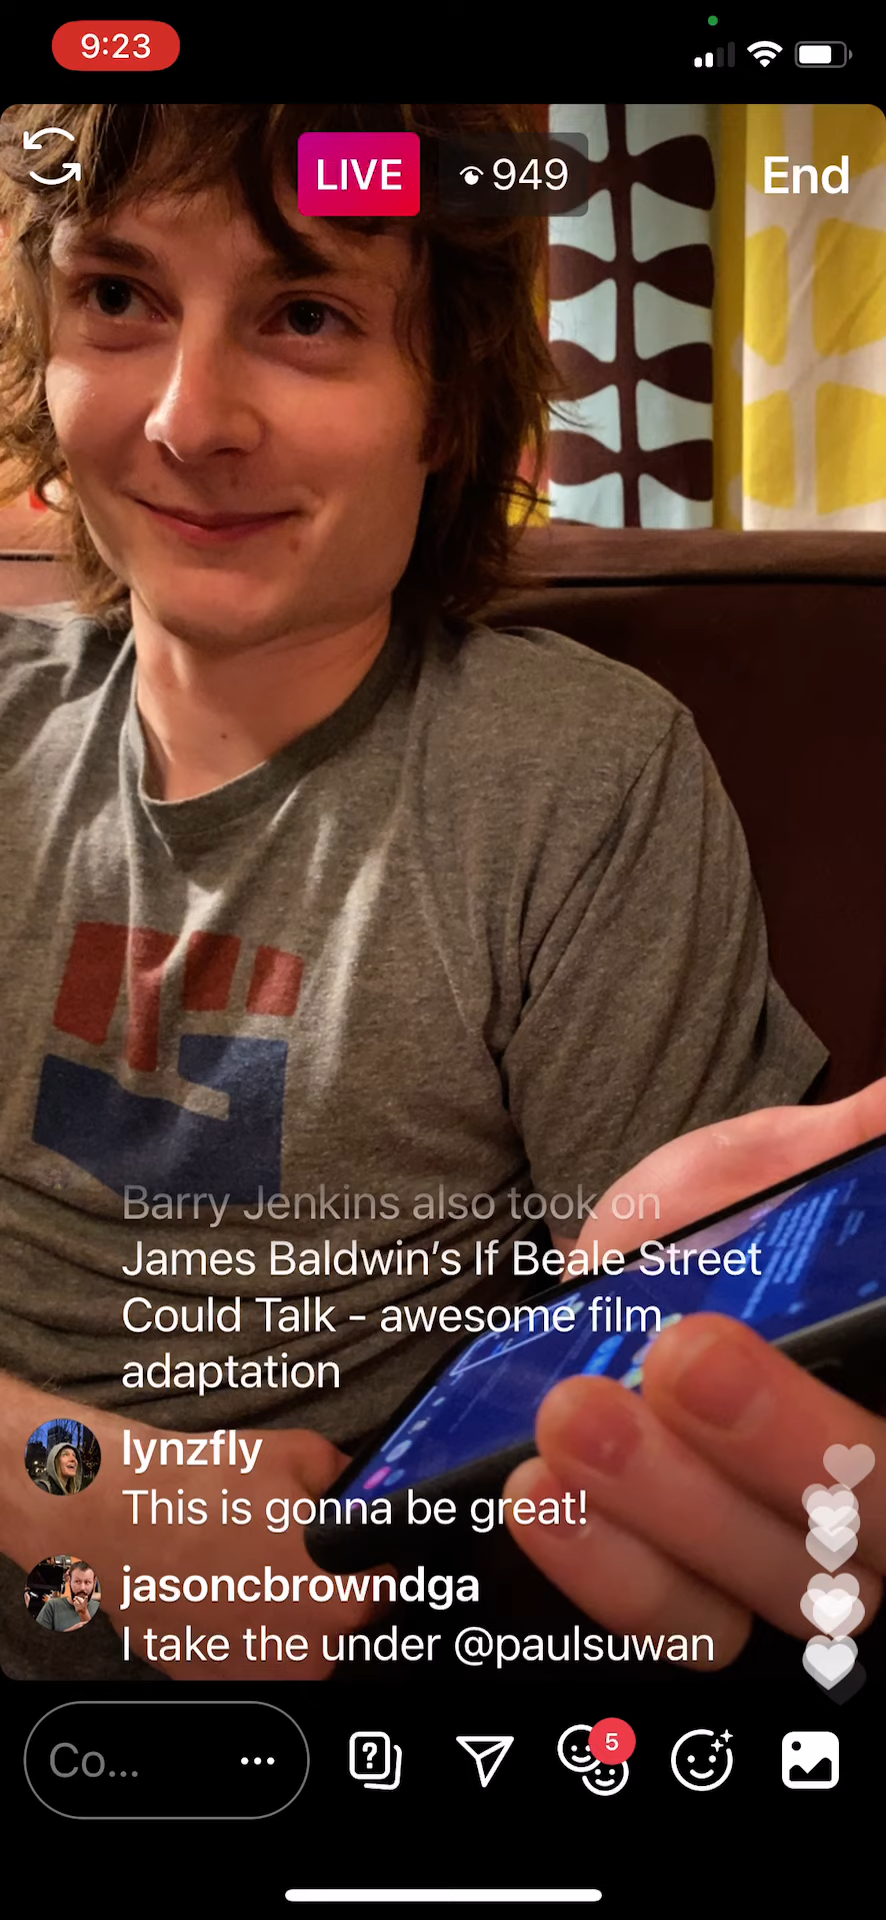 9:23
LIVE
949
End
Barry Jenkins also took on
James Baldwin's If Beale Street
Could Talk - awesome film
adaptation
lynzfly
This is gonna be great!
jasoncbrowndga
I take the under @paulsuwan
Co...
5